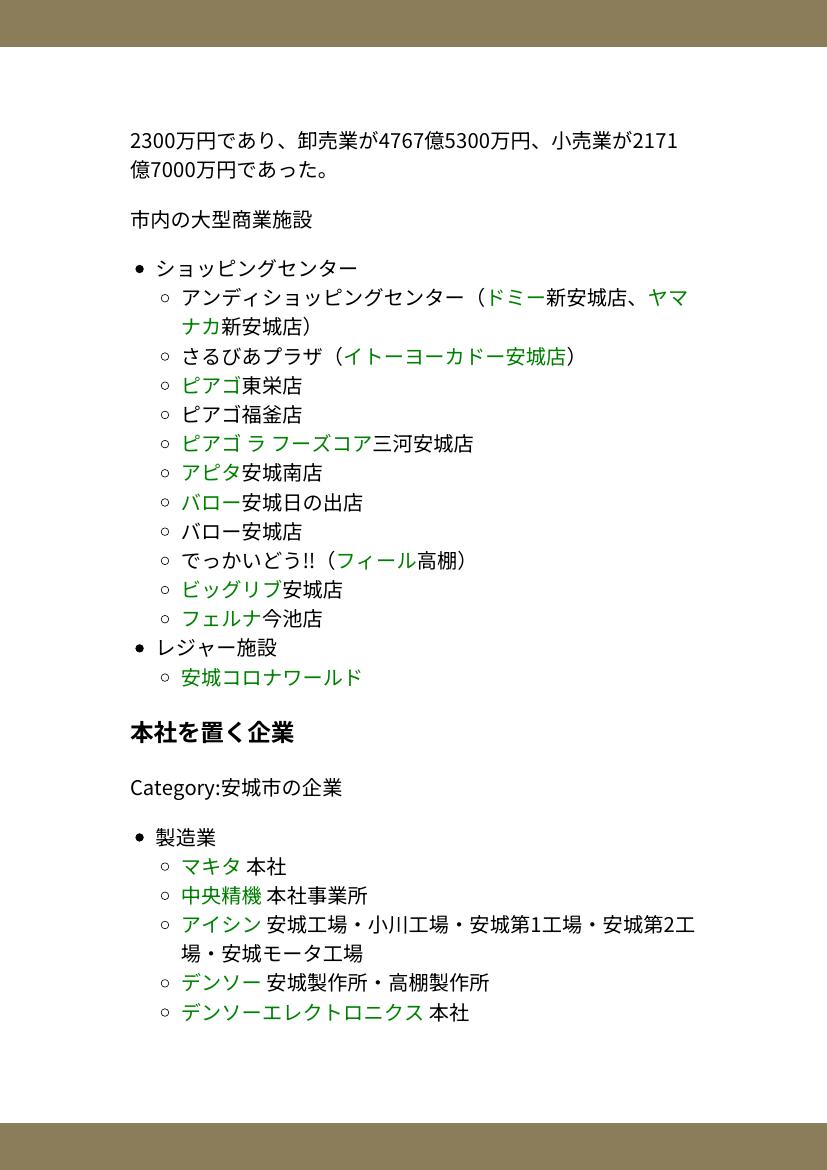 2300万円であり、卸売業が4767億5300万円、小売業が2171
億7000万円であった。
市内の大型商業施設
• ショッピングセンター
◦ アンディショッピングセンター（ドミー新安城店、ヤマ
ナカ新安城店）
◦ さるびあプラザ（イトーヨーカドー安城店）
◦ ピアゴ東栄店
◦ ピアゴ福釜店
◦ ピアゴ ラ フーズコア三河安城店
◦ アピタ安城南店
◦ バロー安城日の出店
◦ バロー安城店
◦ でっかいどう!!（フィール高棚）
◦ ビッグリブ安城店
◦ フェルナ今池店
• レジャー施設
◦ 安城コロナワールド
本社を置く企業
Category:安城市の企業
• 製造業
◦ マキタ 本社
◦ 中央精機 本社事業所
◦ アイシン 安城工場・小川工場・安城第1工場・安城第2工
場・安城モータ工場
◦ デンソー 安城製作所・高棚製作所
◦ デンソーエレクトロニクス 本社